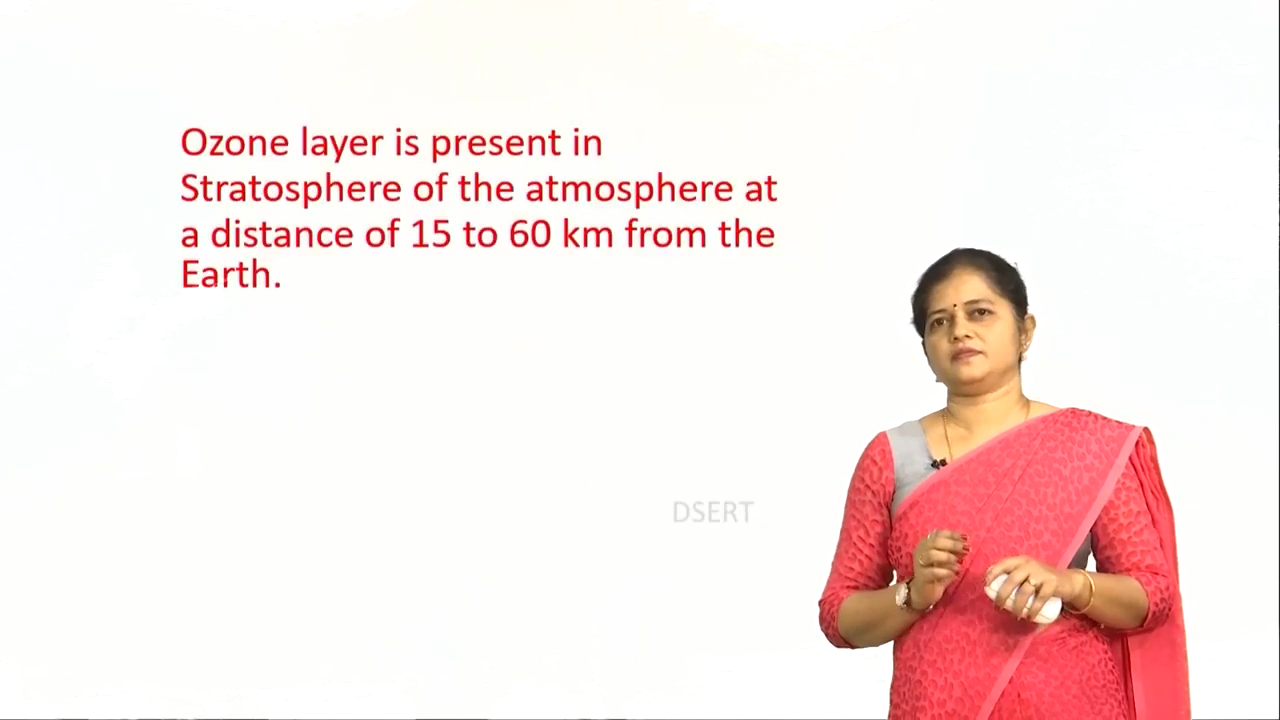 Ozone layer is present in
Stratosphere of the atmosphere at
a distance of 15 to 60 km from the
Earth.
DSERT